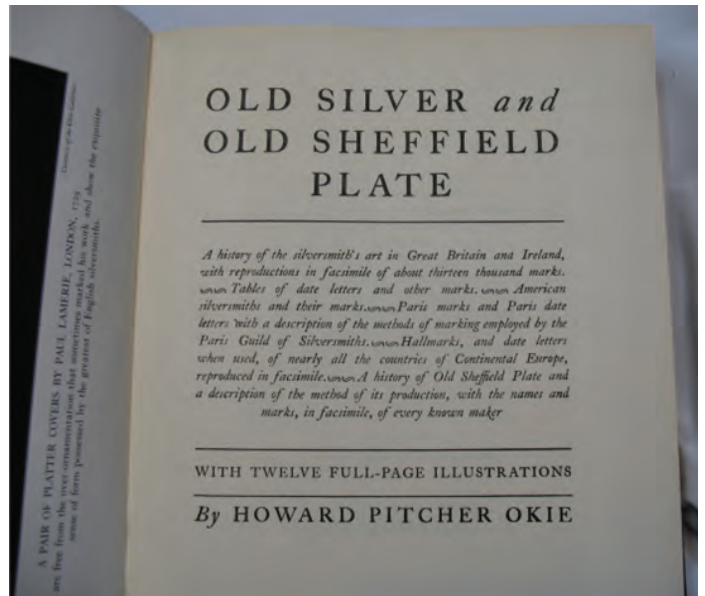 OLD SILVER and
OLD SHEFFIELD
PLATE
A history of the silversmith's art in Great Britain and Ireland,
with reproductions in facsimile of about thirteen thousand marks.
Tables of date letters and other marks. American
silversmiths and their marks. Paris marks and Paris date
letters with a description of the methods of marking employed by the
Paris Guild of Silversmiths. Hallmarks, and date letters
when used, of nearly all the countries of Continental Europe,
reproduced in facsimile. A history of Old Sheffield Plate and
a description of the method of its production, with the names and
marks, in facsimile, of every known maker
WITH TWELVE FULL-PAGE ILLUSTRATIONS
By HOWARD PITCHER OKIE
A PAIR OF PLATTER COVERS BY PAUL LAMERIE, LONDON, 1729
are free from the over-ornamentation that sometimes marked his work and show the exquisite
sense of form possessed by the greatest of English silversmiths.